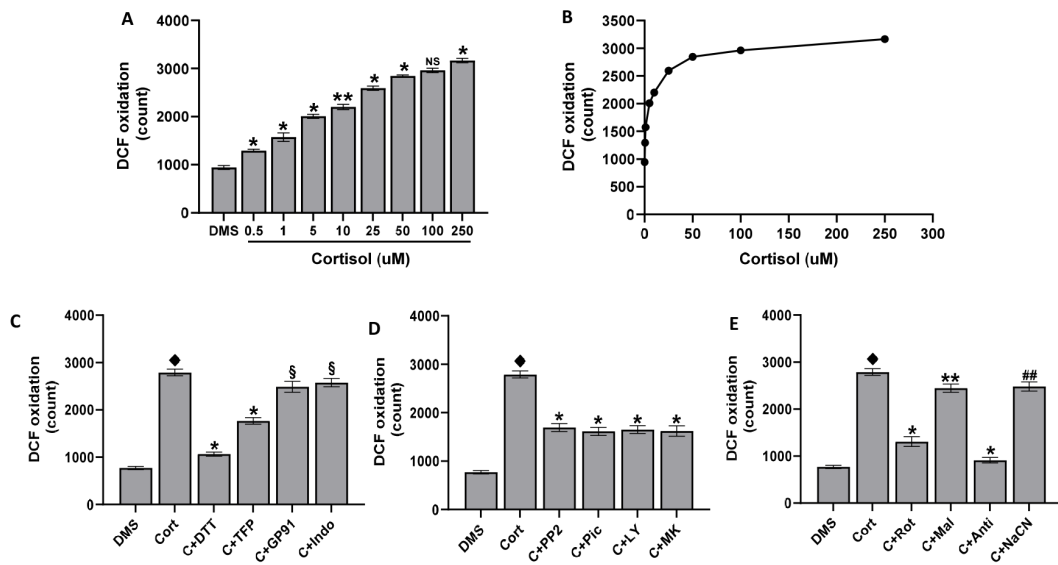 A
DCF oxidation
(count)
4000
3000
2000
1000
0
* * * ** * * NS *
DMS 0.5 1 5 10 25 50 100 250
Cortisol (uM)
B
DCF oxidation
(count)
3500
3000
2500
2000
1500
1000
500
0
0 50 100 150 200 250 300
Cortisol (uM)
C
DCF oxidation
(count)
4000
3000
2000
1000
0
◆ * * § §
DMS Cort C+DTT C+TFP C+GP91 C+Indo
D
DCF oxidation
(count)
4000
3000
2000
1000
0
◆ * * * *
DMS Cort C+PP2 C+Pic C+LY C+MK
E
DCF oxidation
(count)
4000
3000
2000
1000
0
◆ * ** * ##
DMS Cort C+Rot C+Mal C+Anti C+NaCN